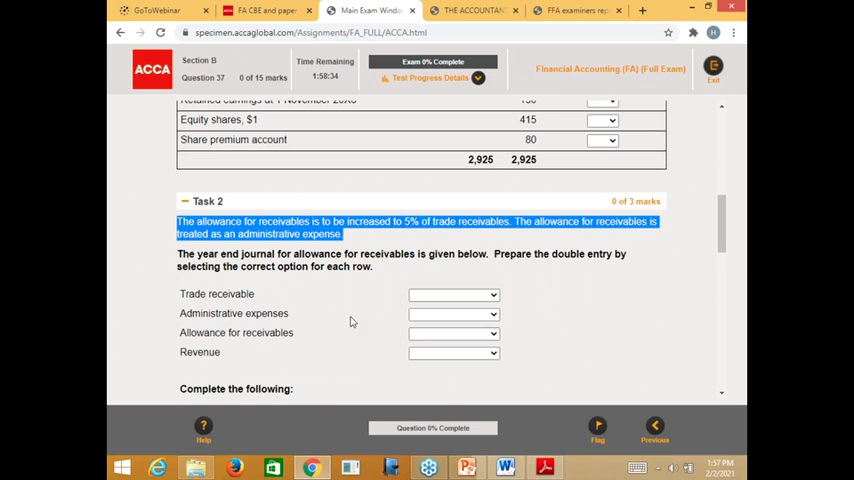 GoToWebinar
FA CBE and paper
Main Exam Window
THE ACCOUNTAN
FFA examiners rep
specimen.accaglobal.com/Assignments/FA_FULL/ACCA.html
H
ACCA
Section B
Question 37
0 of 15 marks
Time Remaining
1:58:34
Exam 0% Complete
Test Progress Details
Financial Accounting (FA) (Full Exam)
Exit
Equity shares, $1 415
Share premium account 80
2,925 2,925
Task 2
0 of 3 marks
The allowance for receivables is to be increased to 5% of trade receivables. The allowance for receivables is
treated as an administrative expense.
The year end journal for allowance for receivables is given below. Prepare the double entry by
selecting the correct option for each row.
Trade receivable
Administrative expenses
Allowance for receivables
Revenue
Complete the following:
Help
Question 0% Complete
Flag
Previous
1:57 PM
2/2/2021